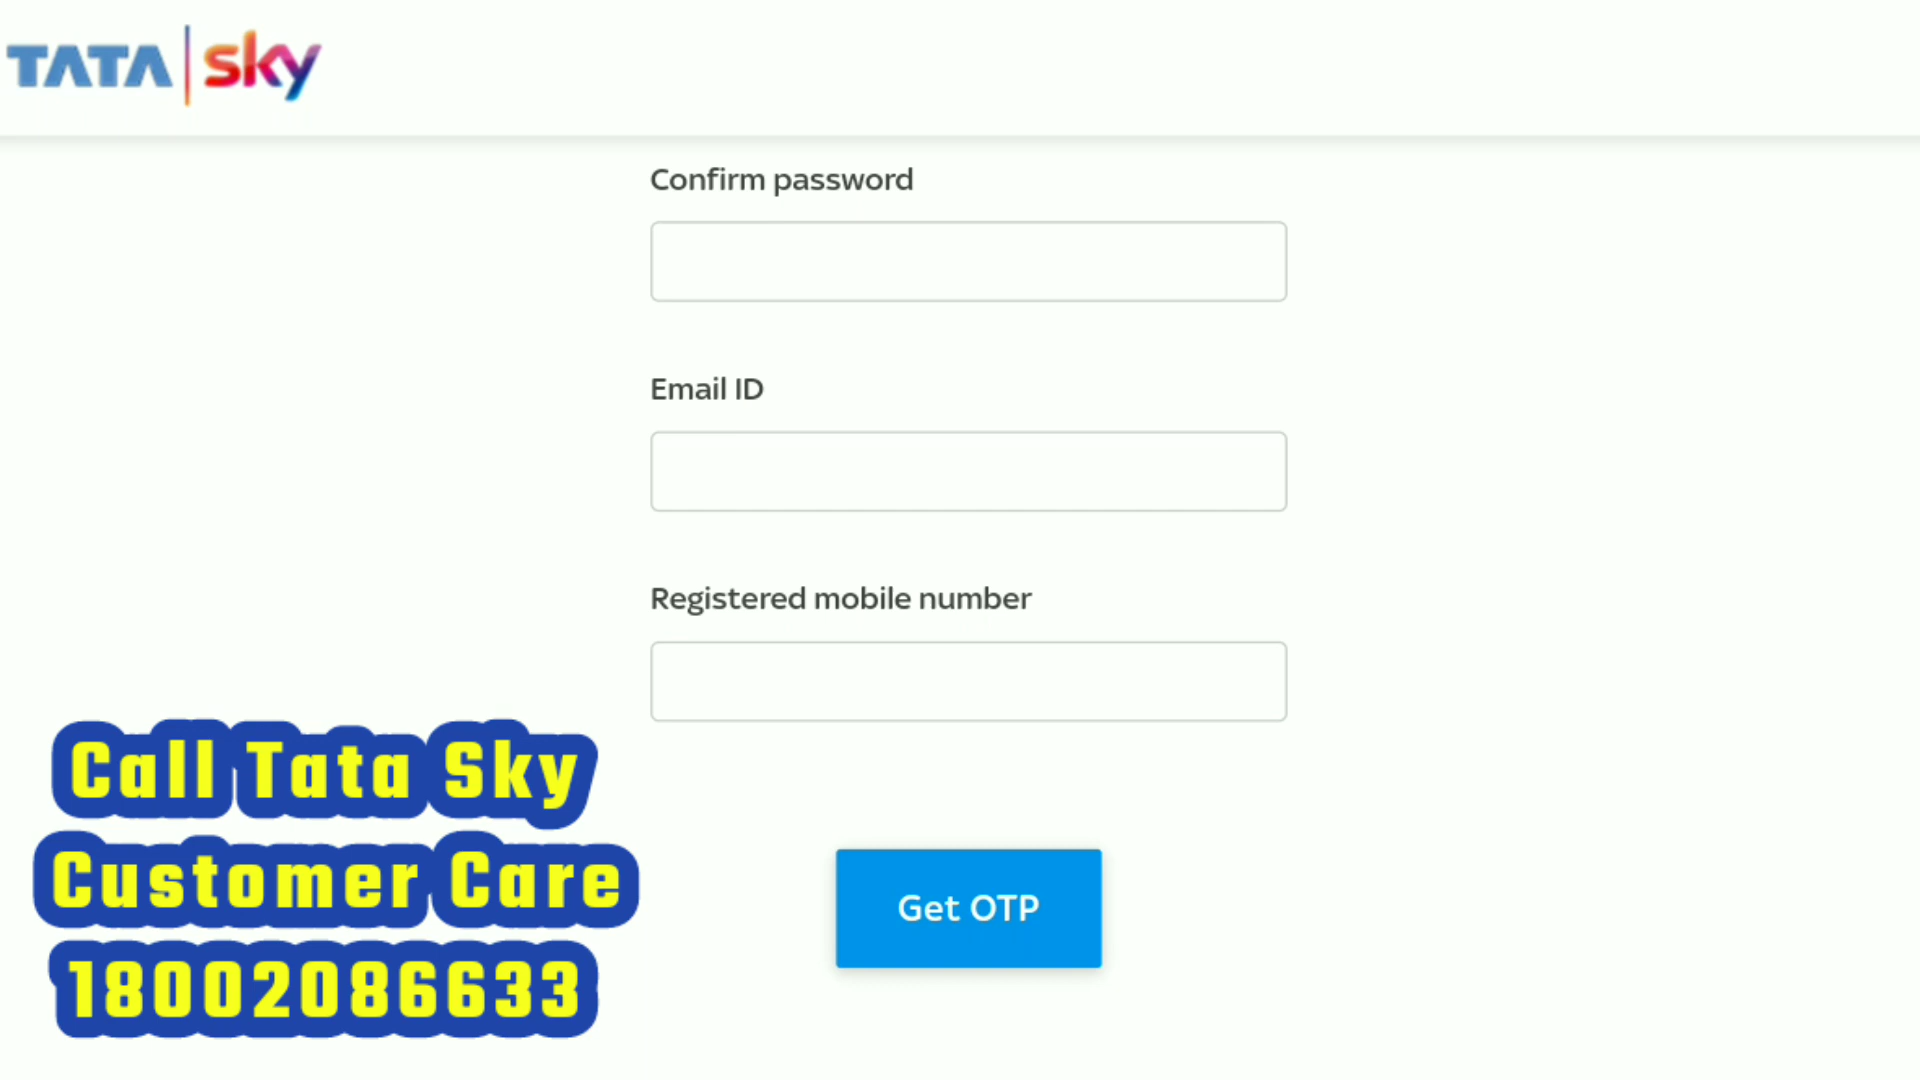 TATA sky
Confirm password
Email ID
Registered mobile number
Get OTP
Call Tata Sky
Customer Care
18002086633